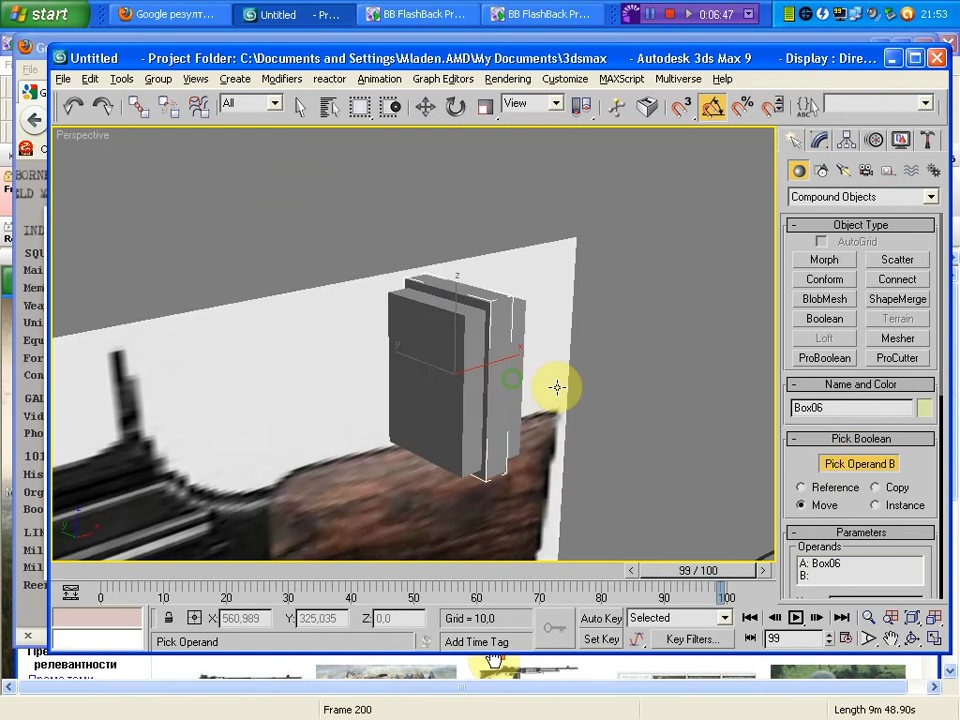 start
Google резулт...
Untitled - Pr...
BB FlashBack Pr...
BB FlashBack Pr...
0:06:47
21:53
Untitled - Project Folder: C:\Documents and Settings\Mladen.AMD\My Documents\3dsmax - Autodesk 3ds Max 9 - Display : Dire...
File Edit Tools Group Views Create Modifiers reactor Animation Graph Editors Rendering Customize MAXScript Multiverse Help
All
View
Perspective
z
x
y
Compound Objects
Object Type
AutoGrid
Morph Scatter
Conform Connect
BlobMesh ShapeMerge
Boolean Terrain
Loft Mesher
ProBoolean ProCutter
Name and Color
Box06
Pick Boolean
Pick Operand B
Reference Copy
Move Instance
Parameters
Operands
A: Box06
B:
99 / 100
0 10 20 30 40 50 60 70 80 90 100
X: 560,989 Y: 325,035 Z: 0,0 Grid = 10,0
Auto Key Selected
Pick Operand
Add Time Tag
Set Key Key Filters...
99
релевантности
Frame 200
Length 9m 48.90s